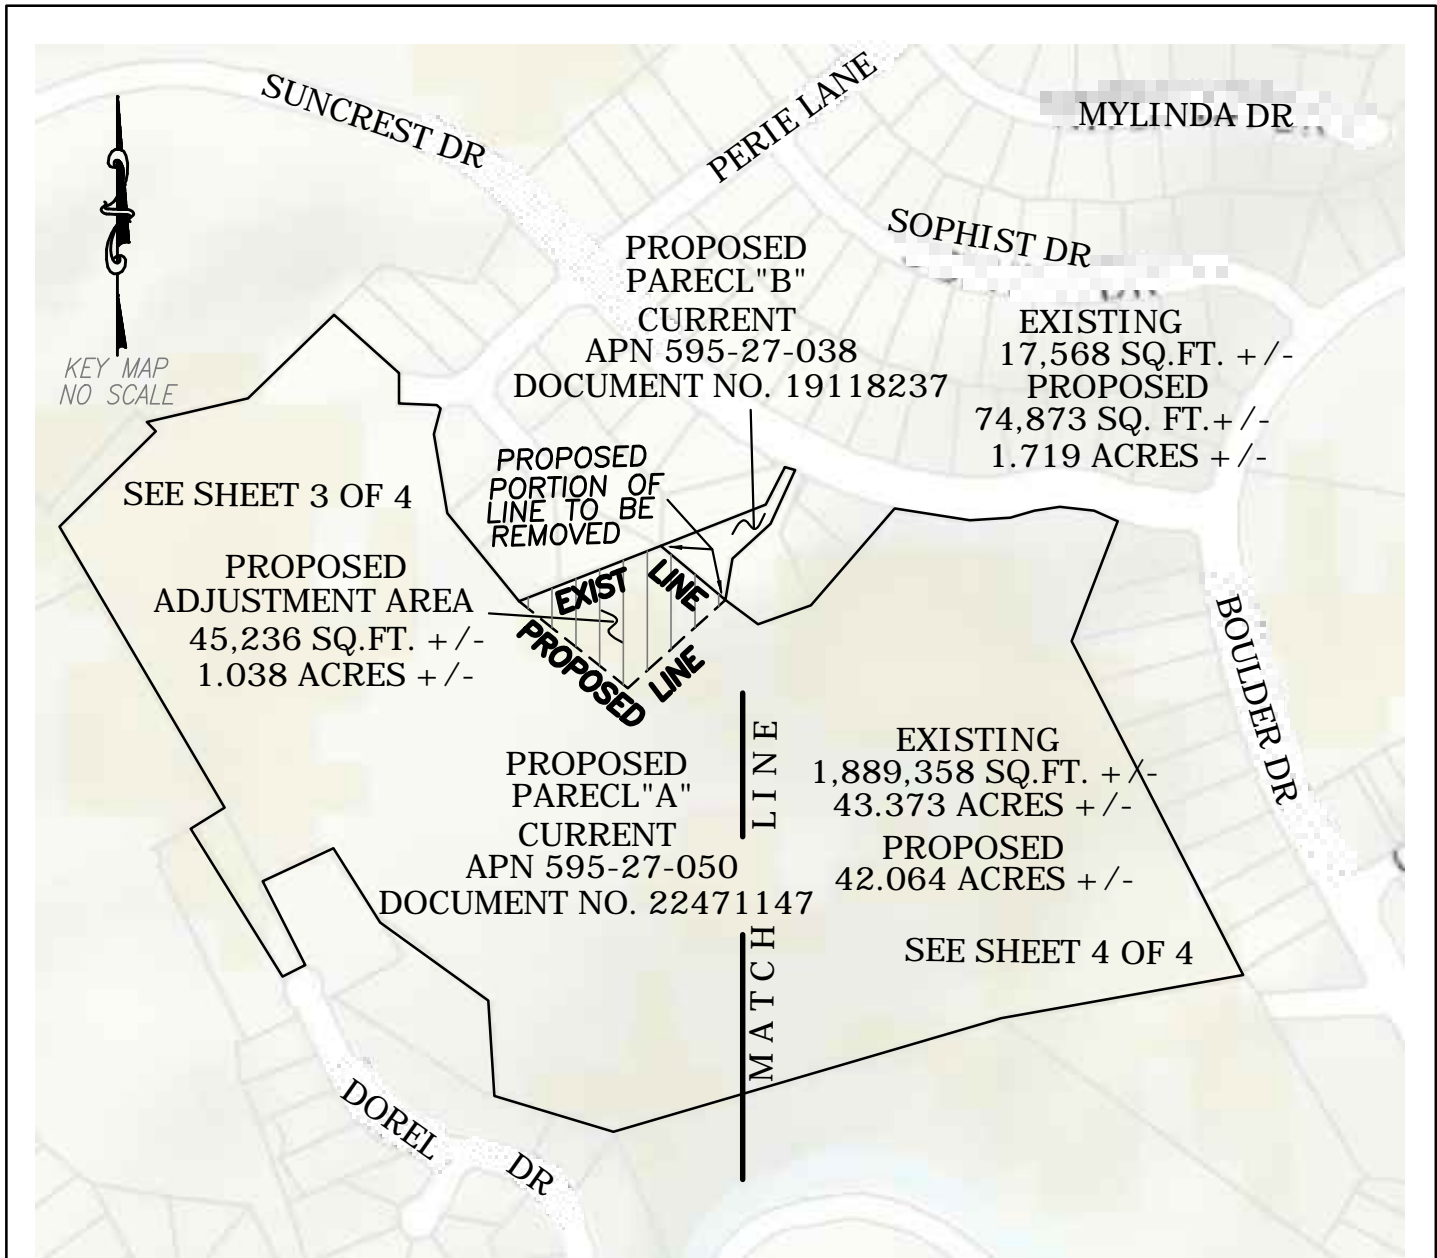 SUNCREST DR
PERIE LANE
MYLINDA DR
SOPHIST DR
KEY MAP
NO SCALE
PROPOSED
PARECL"B"
CURRENT
APN 595-27-038
DOCUMENT NO. 19118237
EXISTING
17,568 SQ.FT. +/-
PROPOSED
74,873 SQ. FT.+/-
1.719 ACRES +/-
PROPOSED
PORTION OF
LINE TO BE
REMOVED
SEE SHEET 3 OF 4
PROPOSED
ADJUSTMENT AREA
45,236 SQ.FT. +/-
1.038 ACRES +/-
EXIST LINE
PROPOSED LINE
BOULDER DR
PROPOSED
PARECL"A"
CURRENT
APN 595-27-050
DOCUMENT NO. 22471147
MATCH LINE
EXISTING
1,889,358 SQ.FT. +/-
43.373 ACRES +/-
PROPOSED
42.064 ACRES +/-
SEE SHEET 4 OF 4
DOREL DR